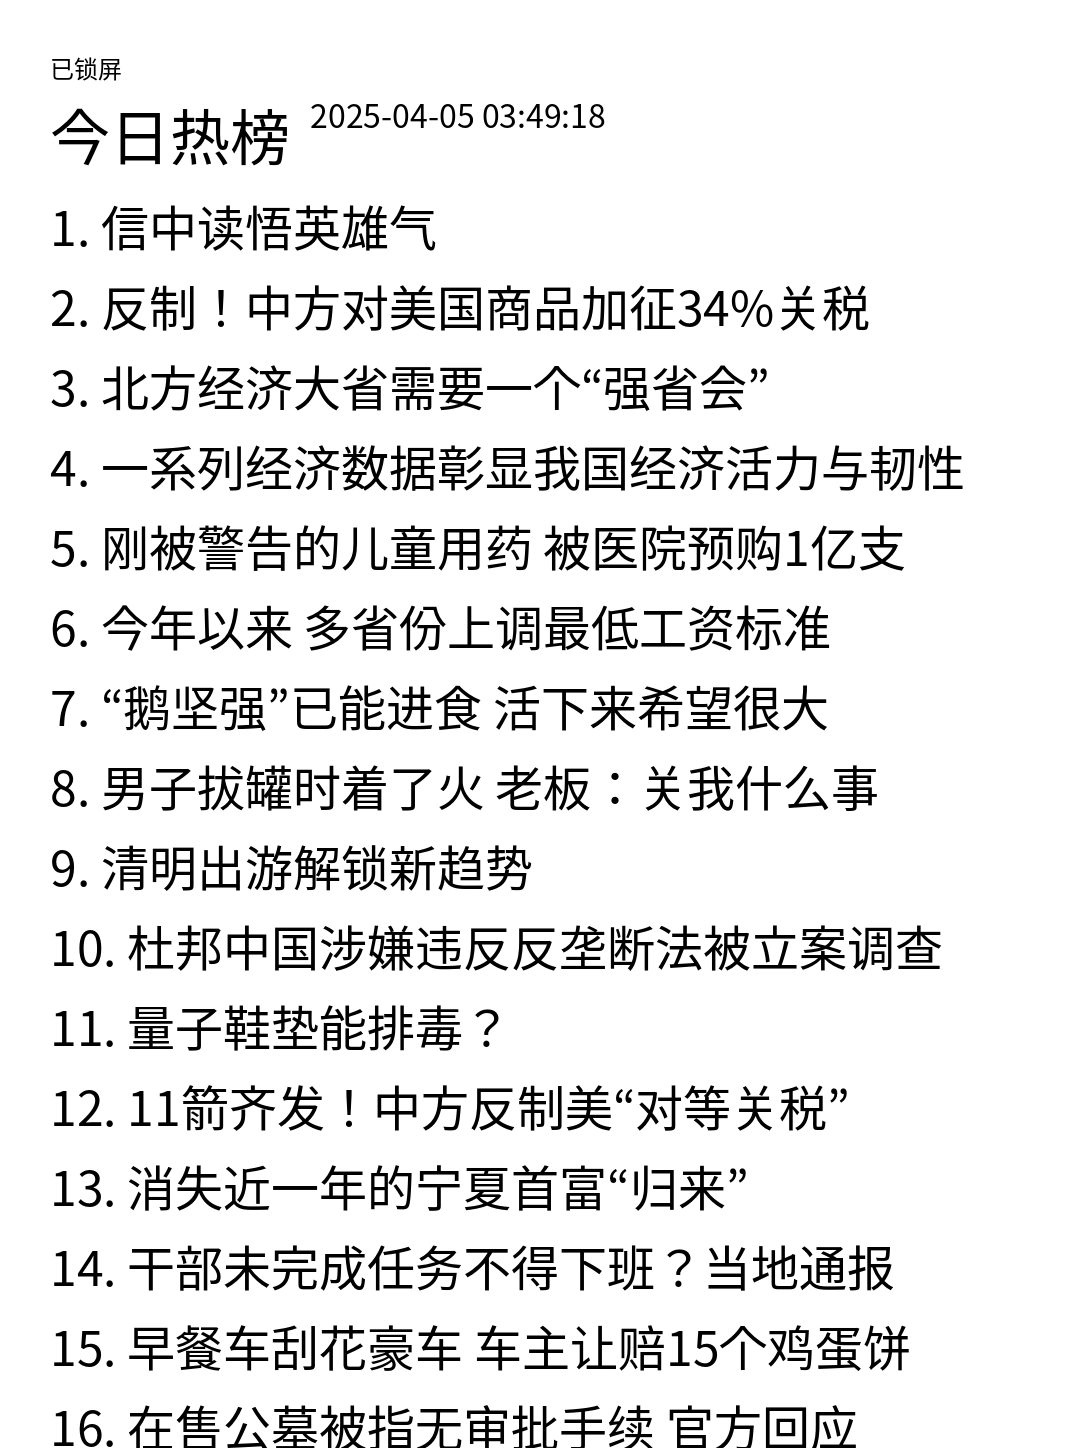 已锁屏
今日热榜 2025-04-05 03:49:18
1. 信中读悟英雄气
2. 反制！中方对美国商品加征34%关税
3. 北方经济大省需要一个“强省会”
4. 一系列经济数据彰显我国经济活力与韧性
5. 刚被警告的儿童用药 被医院预购1亿支
6. 今年以来 多省份上调最低工资标准
7. “鹅坚强”已能进食 活下来希望很大
8. 男子拔罐时着了火 老板：关我什么事
9. 清明出游解锁新趋势
10. 杜邦中国涉嫌违反反垄断法被立案调查
11. 量子鞋垫能排毒？
12. 11箭齐发！中方反制美“对等关税”
13. 消失近一年的宁夏首富“归来”
14. 干部未完成任务不得下班？当地通报
15. 早餐车刮花豪车 车主让赔15个鸡蛋饼
16. 在售公墓被指无审批手续 官方回应